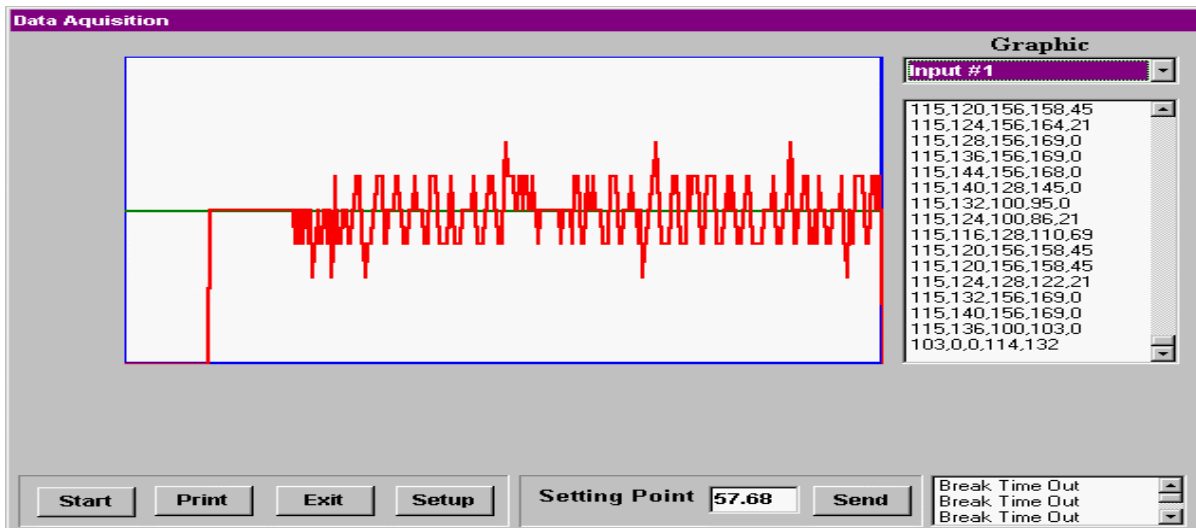 Data Aquisition
Graphic
Input #1
115,120,156,158,45
115,124,156,164,21
115,128,156,169,0
115,136,156,169,0
115,144,156,168,0
115,140,128,145,0
115,132,100,95,0
115,124,100,86,21
115,116,128,110,69
115,120,156,158,45
115,120,156,158,45
115,124,128,122,21
115,132,156,169,0
115,140,156,169,0
115,136,100,103,0
103,0,0,114,132
Start Print Exit Setup
Setting Point 57.68 Send
Break Time Out
Break Time Out
Break Time Out